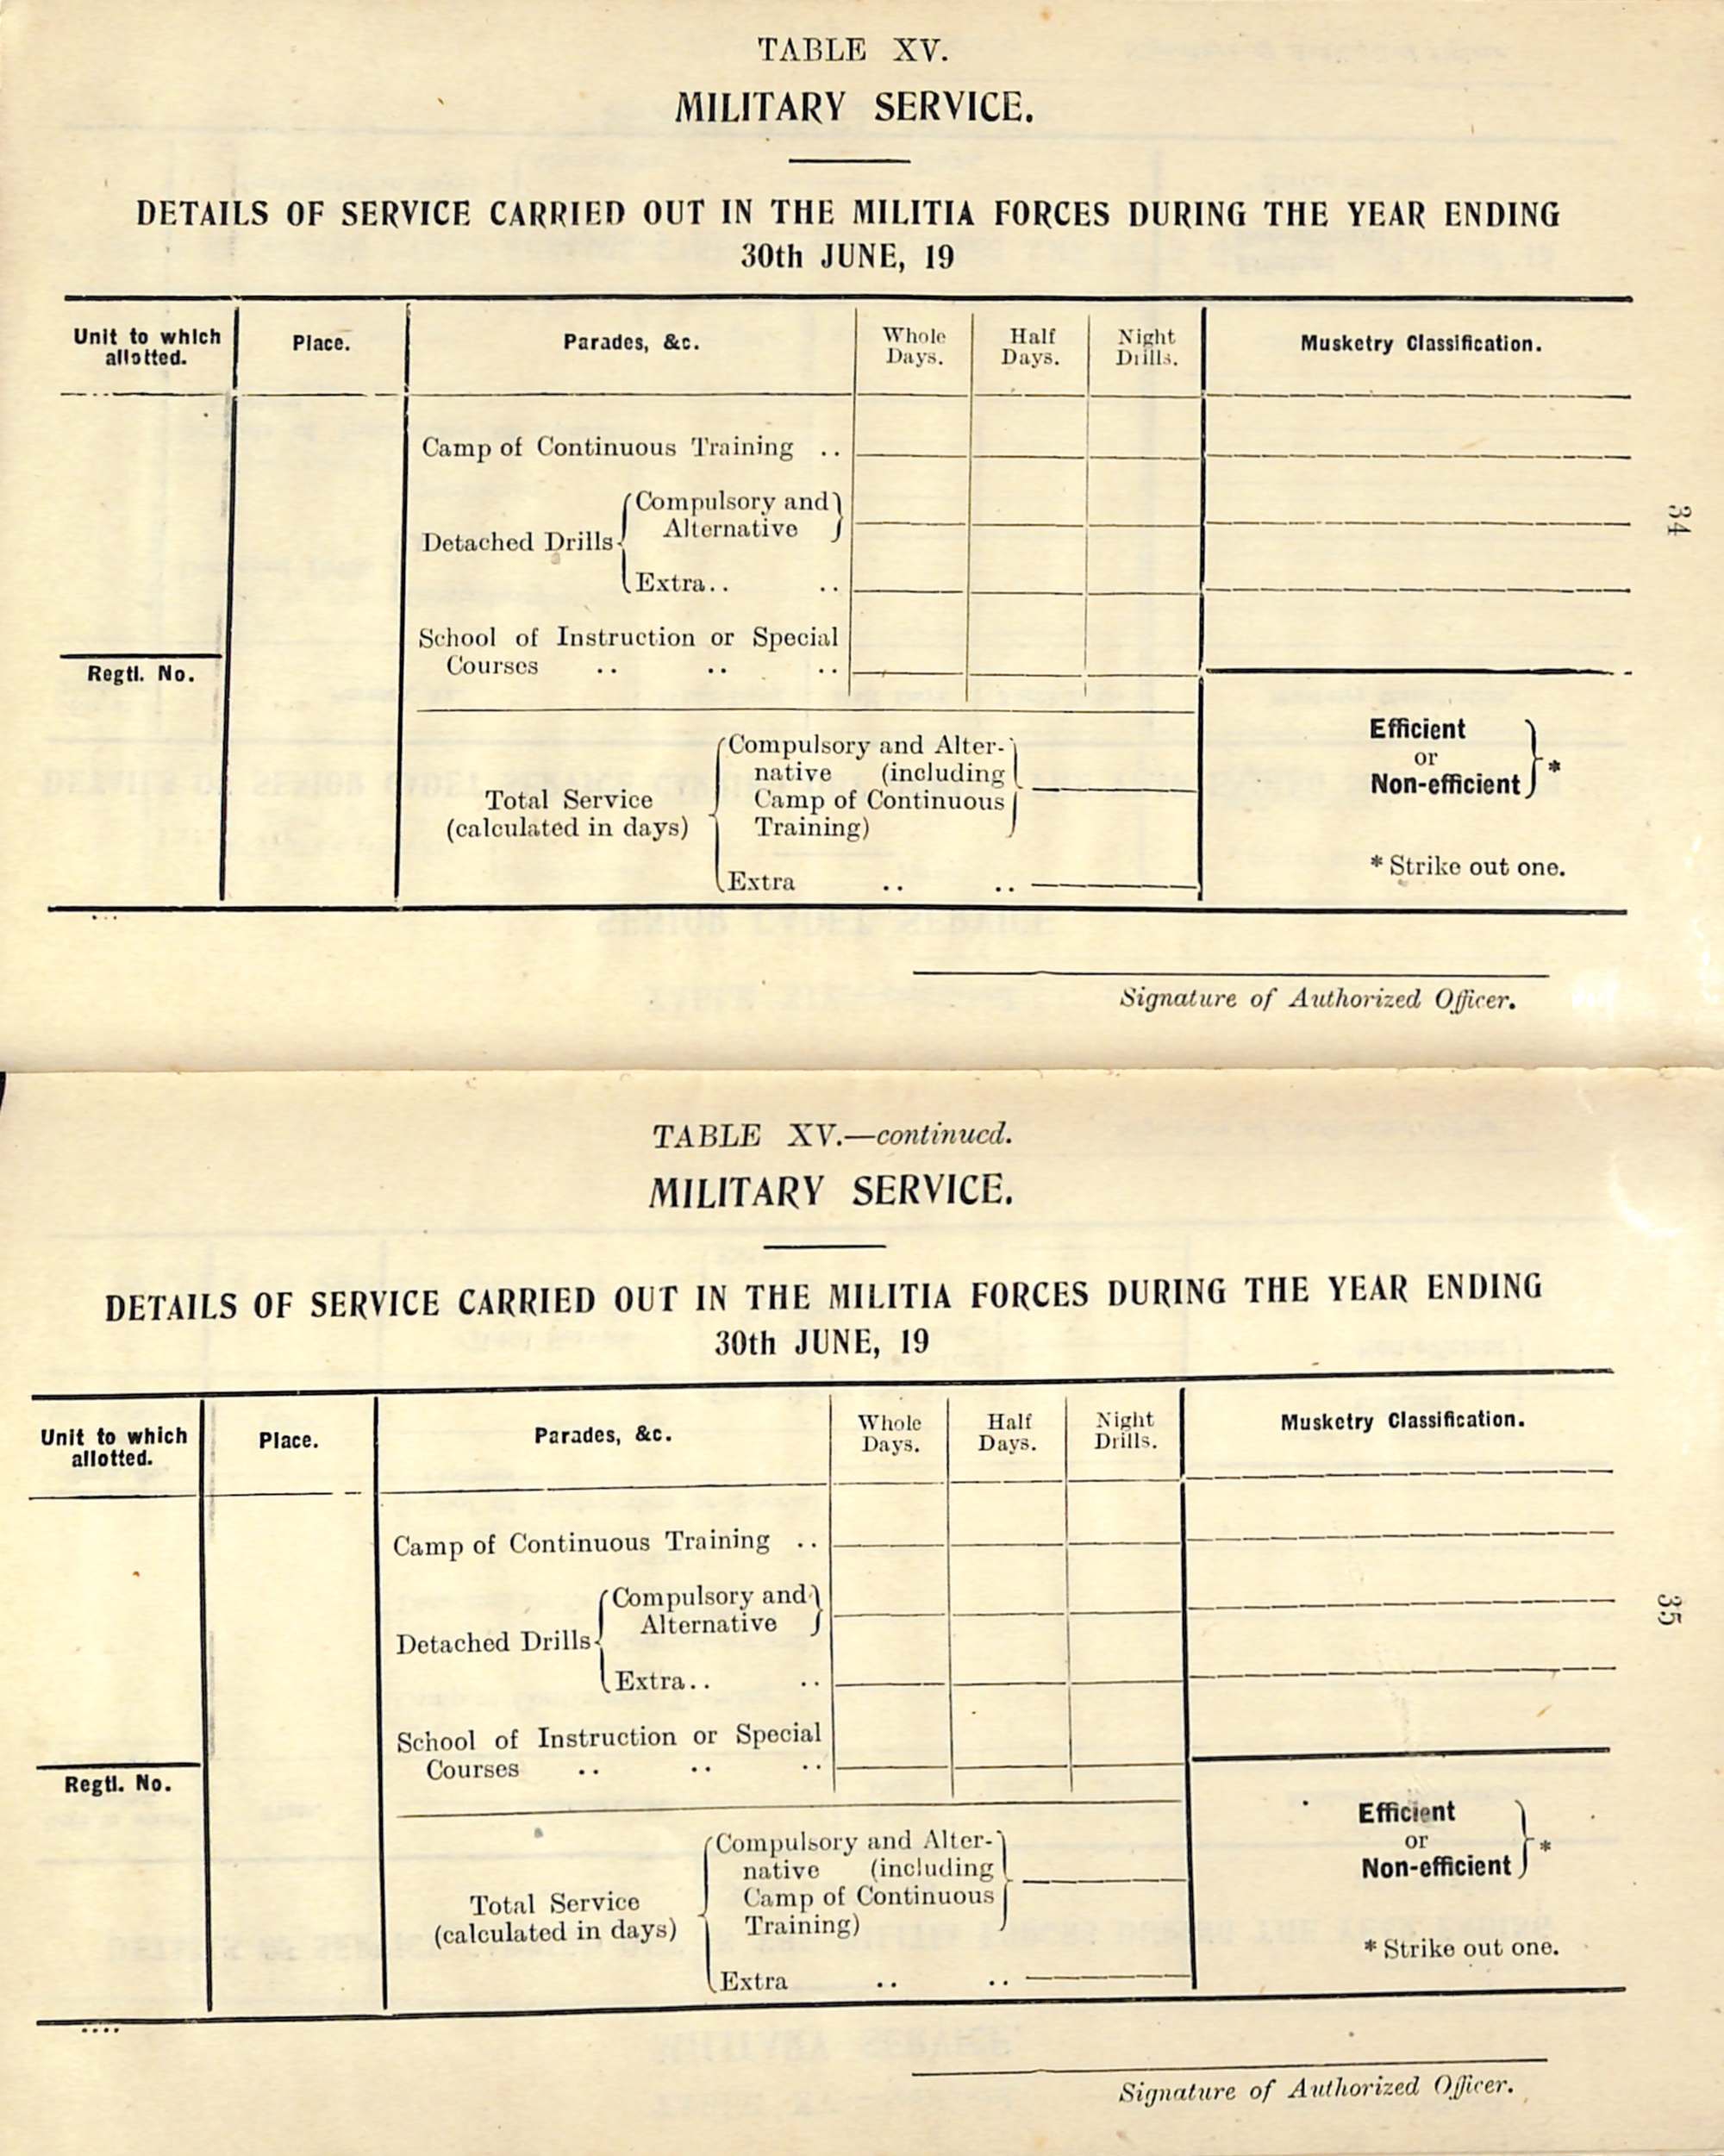 TABLE XV.
MILITARY SERVICE.
DETAILS OF SERVICE CARRIED OUT IN THE MILITIA FORCES DURING THE YEAR ENDING
30th JUNE, 19
Unit to which
allotted.
Place.
Parades, &c.
Whole
Days.
Half
Days.
Night
Drills.
Musketry Classification.
Camp of Continuous Training ..
Detached Drills
Compulsory and
Alternative
Extra.. ..
School of Instruction or Special
Courses .. .. ..
Regtl. No.
Total Service
(calculated in days)
Compulsory and Alter-
native (including
Camp of Continuous
Training)
Extra .. ..
Efficient
or
Non-efficient
*
* Strike out one.
Signature of Authorized Officer.
34
TABLE XV.—continued.
MILITARY SERVICE.
DETAILS OF SERVICE CARRIED OUT IN THE MILITIA FORCES DURING THE YEAR ENDING
30th JUNE, 19
Unit to which
allotted.
Place.
Parades, &c.
Whole
Days.
Half
Days.
Night
Drills.
Musketry Classification.
Camp of Continuous Training ..
Detached Drills
Compulsory and
Alternative
Extra.. ..
School of Instruction or Special
Courses .. .. ..
Regtl. No.
Total Service
(calculated in days)
Compulsory and Alter-
native (including
Camp of Continuous
Training)
Extra .. ..
Efficient
or
Non-efficient
*
* Strike out one.
Signature of Authorized Officer.
35